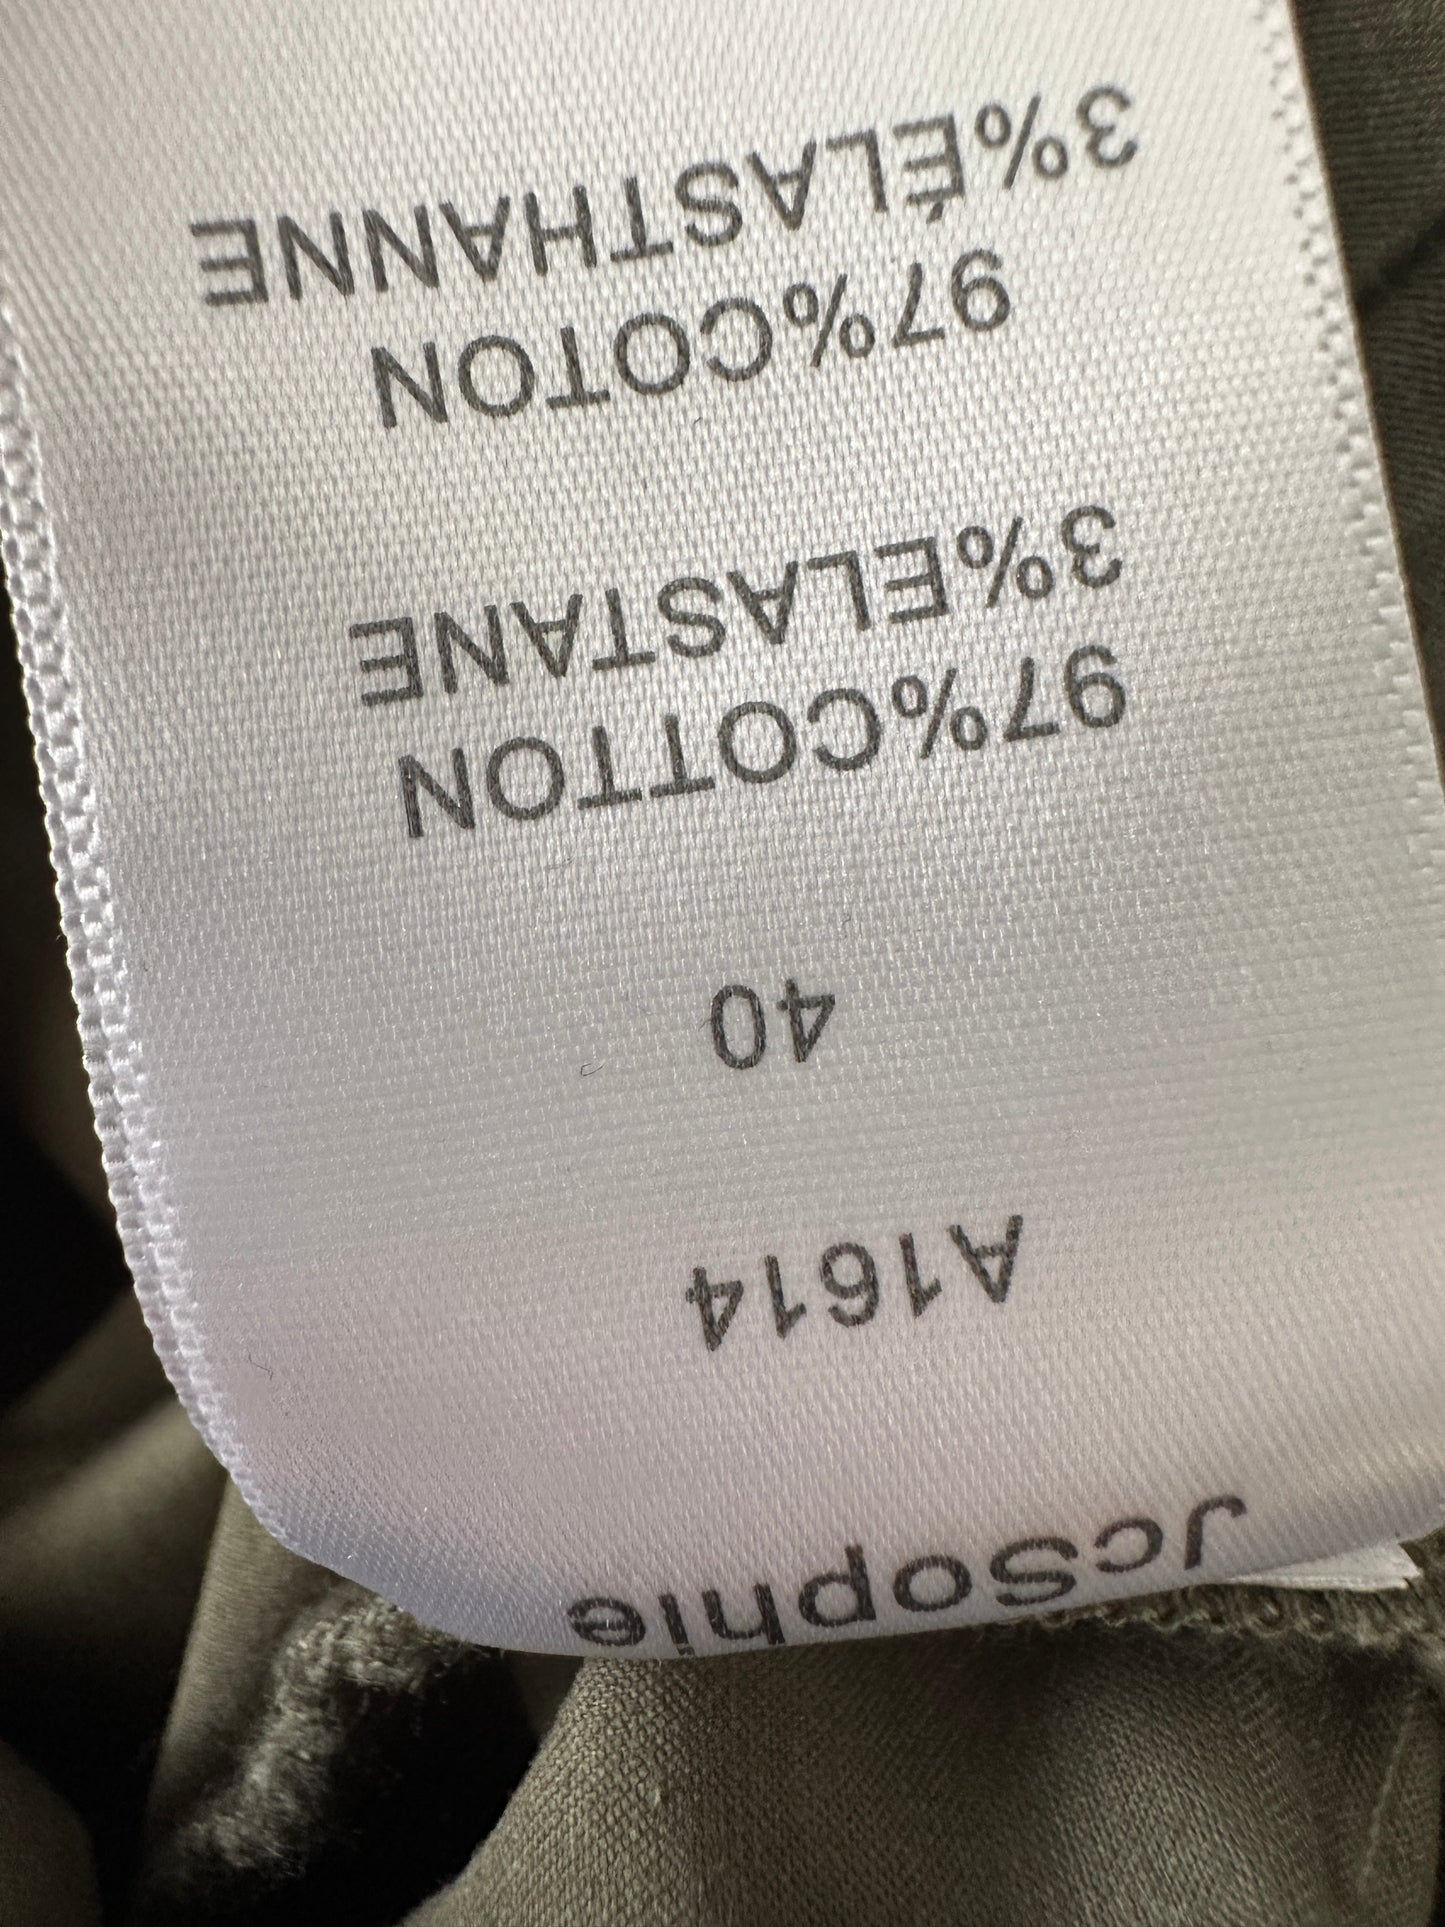 JcSophie
A1614
40
97%COTTON
3%ELASTANE
97%COTON
3%ÉLASTHANNE